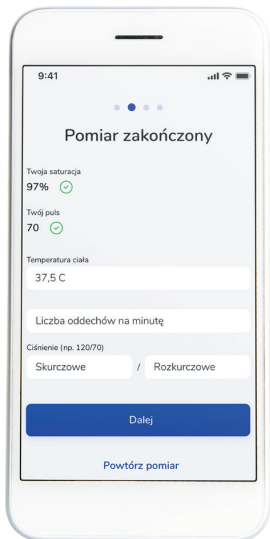 9:41
Pomiar zakończony
Twoja saturacja
97%
Twój puls
70
Temperatura ciała
37,5 C
Liczba oddechów na minutę
Ciśnienie (np. 120/70)
Skurczowe / Rozkurczowe
Dalej
Powtórz pomiar